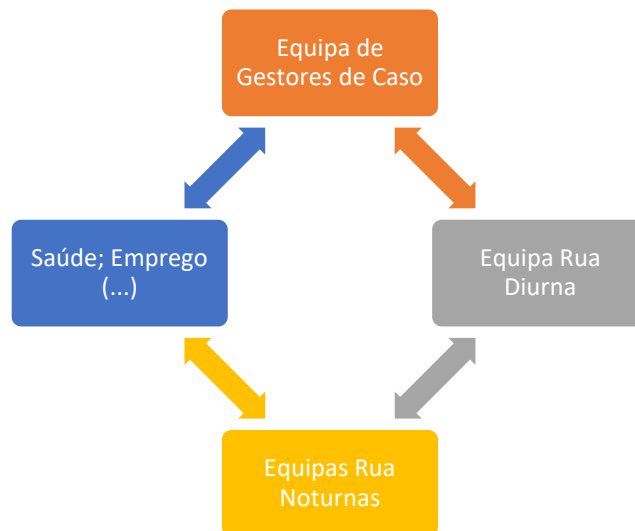 Equipa de
Gestores de Caso
Saúde; Emprego
(...)
Equipa Rua
Diurna
Equipas Rua
Noturnas